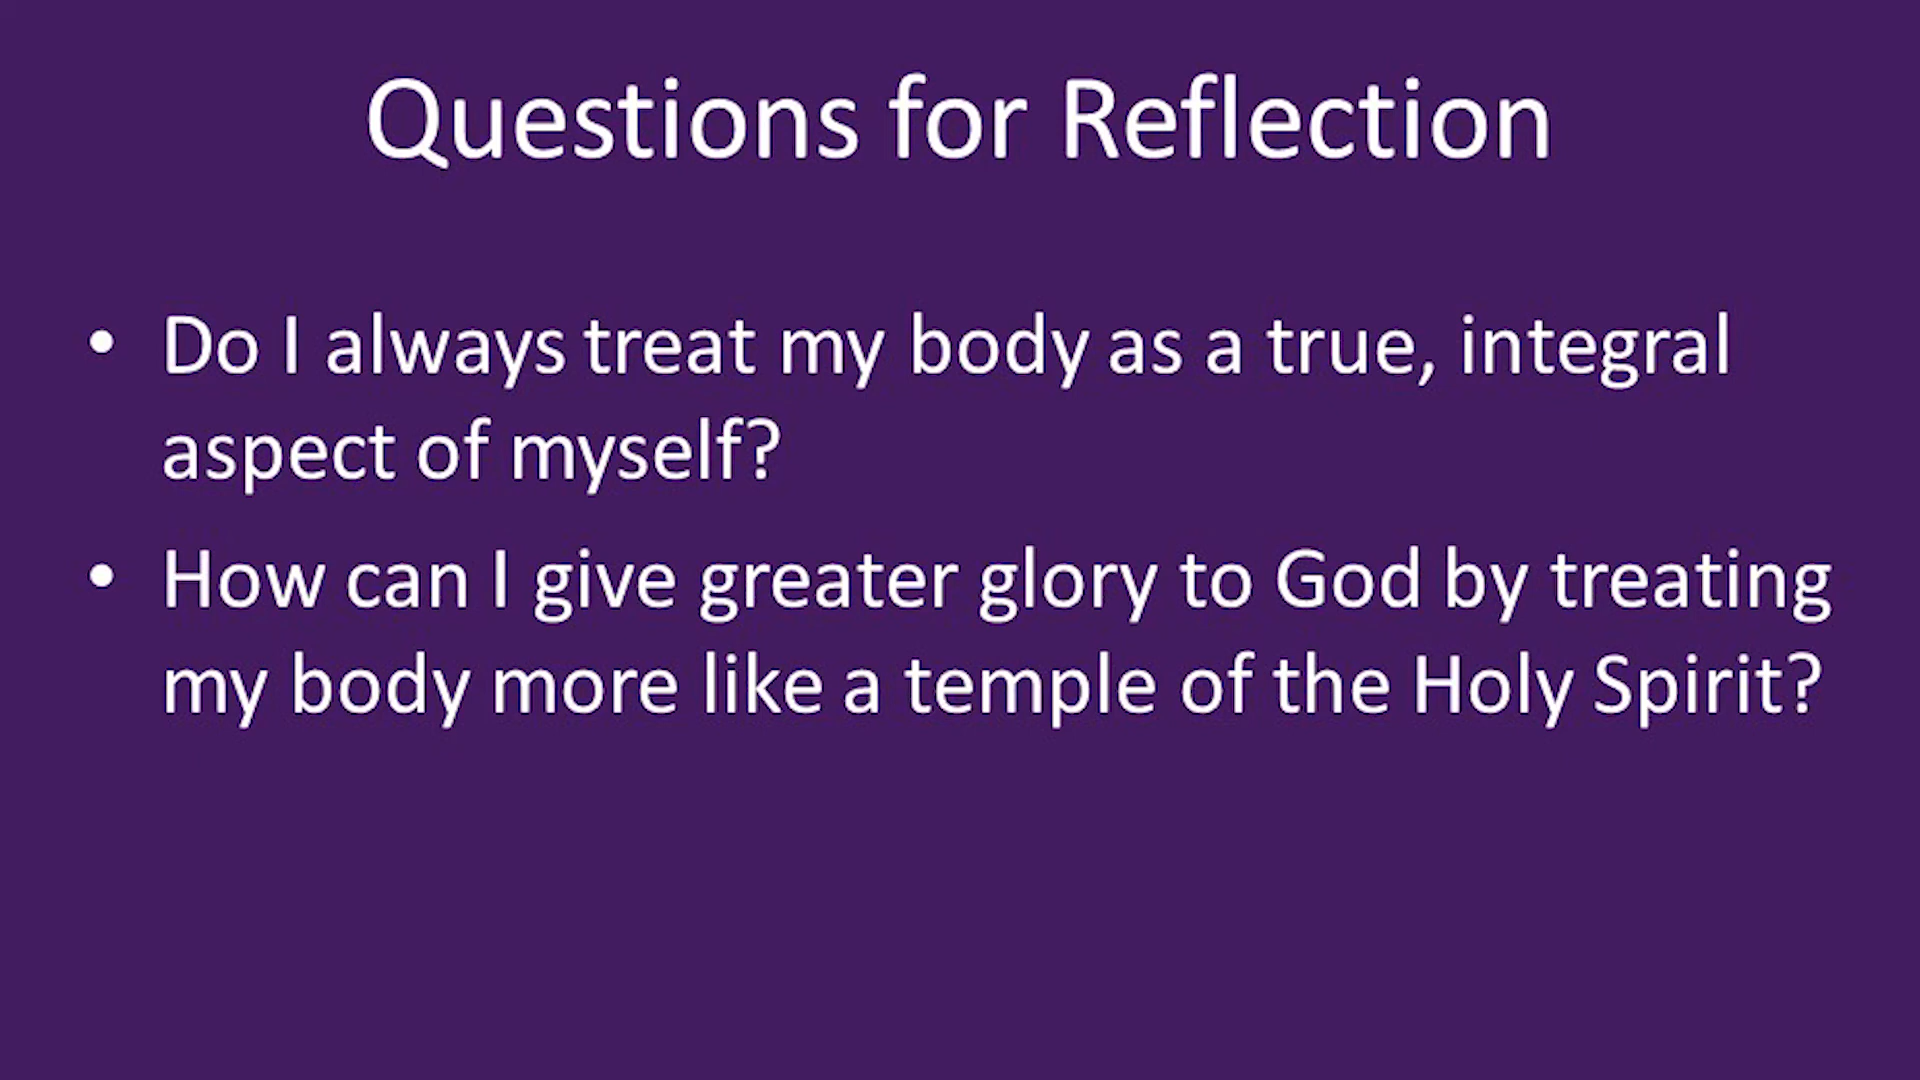 Questions for Reflection
• Do I always treat my body as a true, integral
aspect of myself?
• How can I give greater glory to God by treating
my body more like a temple of the Holy Spirit?